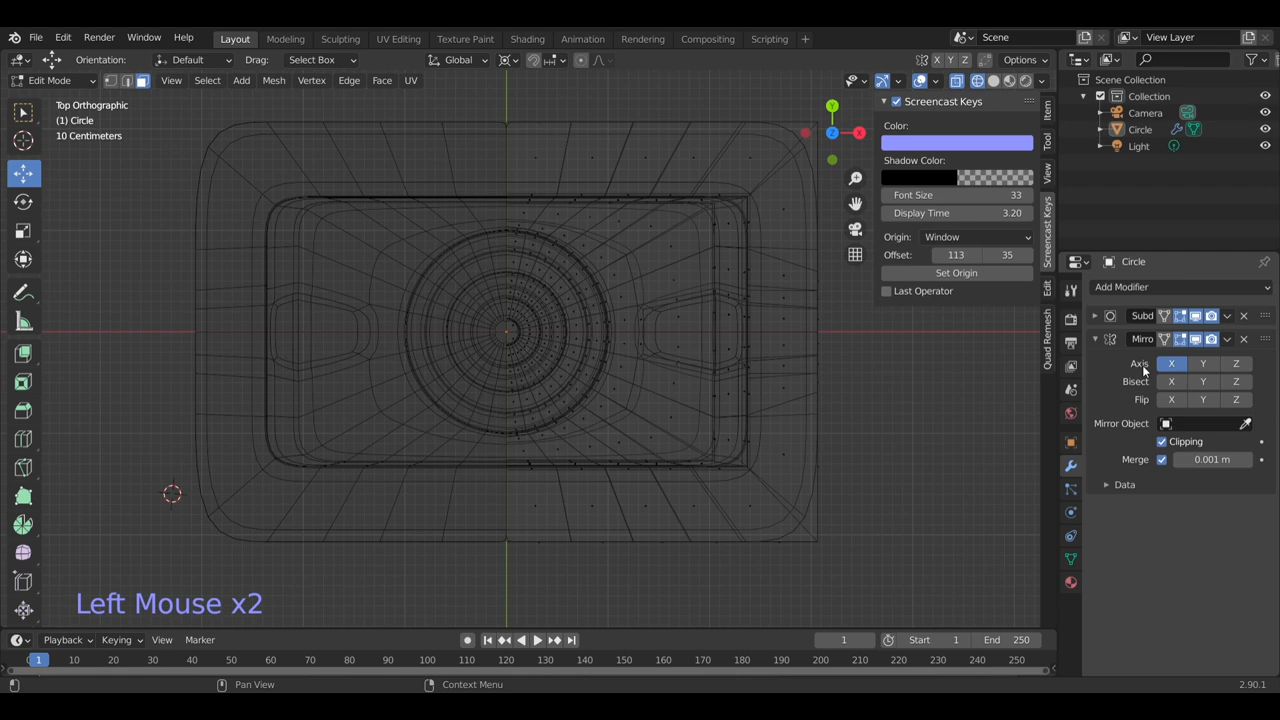 File Edit Render Window Help Layout Modeling Sculpting UV Editing Texture Paint Shading Animation Rendering Compositing Scripting + Scene View Layer
Orientation: Default Drag: Select Box Global X Y Z Options
Edit Mode View Select Add Mesh Vertex Edge Face UV
Top Orthographic
(1) Circle
10 Centimeters
Screencast Keys
Color:
Shadow Color:
Font Size 33
Display Time 3.20
Origin: Window
Offset: 113 35
Set Origin
Last Operator
Item
Tool
View
Screencast Keys
Edit
Quad Remesh
Y
X
Z
Scene Collection
Collection
Camera
Circle
Light
Circle
Add Modifier
Subd
Mirro
Axis X Y Z
Bisect X Y Z
Flip X Y Z
Mirror Object
Clipping
Merge 0.001 m
Data
Left Mouse x2
Playback Keying View Marker 1 Start 1 End 250
0 1 10 20 30 40 50 60 70 80 90 100 110 120 130 140 150 160 170 180 190 200 210 220 230 240 250
Pan View Context Menu 2.90.1